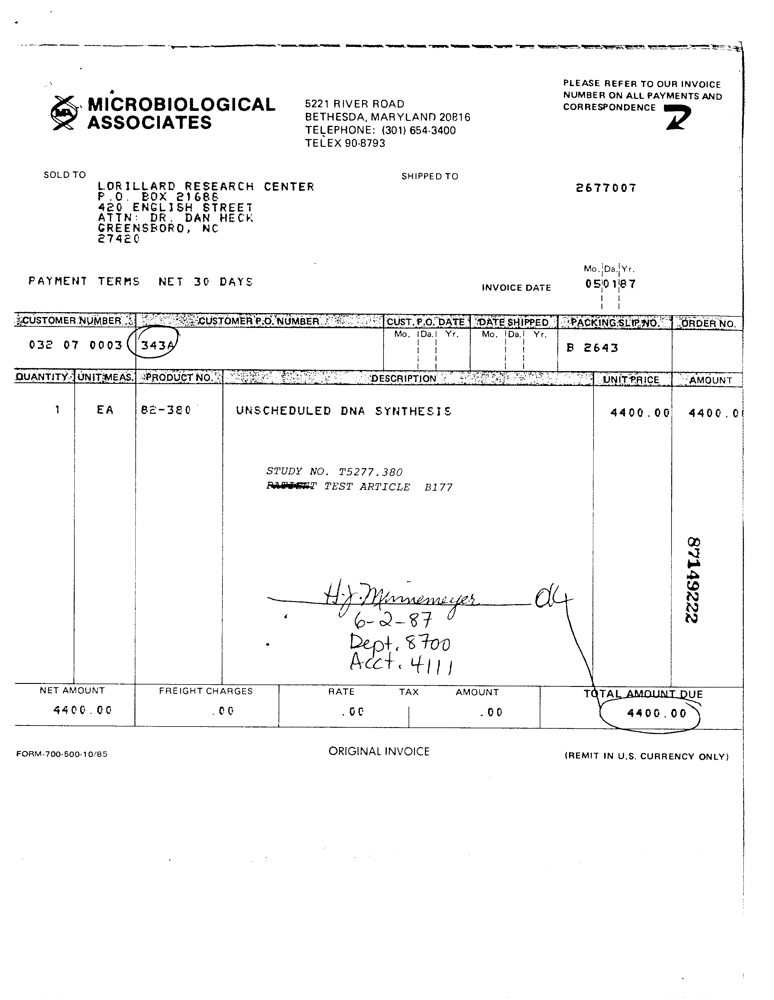 PLEASE REFER TO OUR INVOICE
NUMBER ON ALL PAYMENTS AND
CORRESPONDENCE
MA
MICROBIOLOGICAL
ASSOCIATES
5221 RIVER ROAD
BETHESDA, MARYLAND 20816
TELEPHONE: (301) 654-3400
TELEX 90-8793
SOLD TO
LORILLARD RESEARCH CENTER
P.O. BOX 21688
420 ENGLISH STREET
ATTN: DR. DAN HECK
GREENSBORO, NC
27420
SHIPPED TO
2677007
PAYMENT TERMS NET 30 DAYS
INVOICE DATE
Mo. Da. Yr.
05 01 87
CUSTOMER NUMBER CUSTOMER P.O. NUMBER CUST. P.O. DATE DATE SHIPPED PACKING SLIP NO. ORDER NO.
032 07 0003 343A Mo. Da. Yr. Mo. Da. Yr. B 2643
QUANTITY UNIT MEAS. PRODUCT NO. DESCRIPTION UNIT PRICE AMOUNT
1 EA 82-380 UNSCHEDULED DNA SYNTHESIS 4400.00 4400.0
STUDY NO. T5277.380
TEST ARTICLE B177
87149222
H.J. Minnemeyer
6-2-87
Dept. 8700
Acct. 4111
NET AMOUNT FREIGHT CHARGES RATE TAX AMOUNT TOTAL AMOUNT DUE
4400.00 .00 .00 .00 4400.00
FORM-700-500-10/85 ORIGINAL INVOICE (REMIT IN U.S. CURRENCY ONLY)